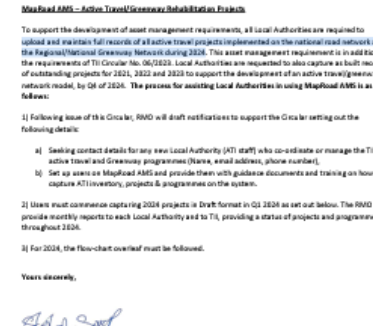 MapRoad AMS – Active Travel/Greenway Rehabilitation Projects
To support the development of asset management requirements, all Local Authorities are required to
upload and maintain full records of all active travel projects implemented on the national road network
the Regional/National Greenway Network during 2024. This asset management requirement is in additio
the requirements of TII Circular No. 06/2023. Local Authorities are requested to also capture as built rec
of outstanding projects for 2021, 2022 and 2023 to support the development of an active travel/greenw
network model, by Q4 of 2024. The process for assisting Local Authorities in using MapRoad AMS is as
follows:
1) Following issue of this Circular, RMO will draft notifications to support the Circular setting out the
following details:
a) Seeking contact details for any new Local Authority (ATI staff) who co-ordinate or manage the TI
active travel and Greenway programmes (Name, email address, phone number),
b) Set up users on MapRoad AMS and provide them with guidance documents and training on how
capture ATI inventory, projects & programmes on the system.
2) Users must commence capturing 2024 projects in Draft format in Q1 2024 as set out below. The RMO
provide monthly reports to each Local Authority and to TII, providing a status of projects and programm
throughout 2024.
3) For 2024, the flow-chart overleaf must be followed.
Yours sincerely,